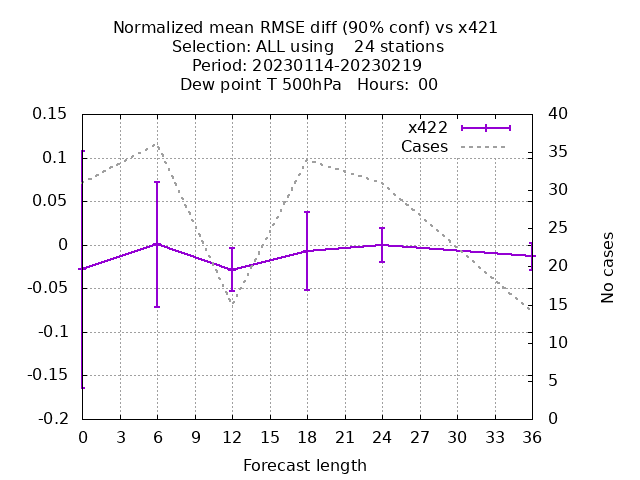 Normalized mean RMSE diff (90% conf) vs x421
Selection: ALL using    24 stations
Period: 20230114-20230219
Dew point T 500hPa   Hours:  00
x422
Cases
0.15
0.1
0.05
0
-0.05
-0.1
-0.15
-0.2
40
35
30
25
20
15
10
5
0
No cases
0 3 6 9 12 15 18 21 24 27 30 33 36
Forecast length